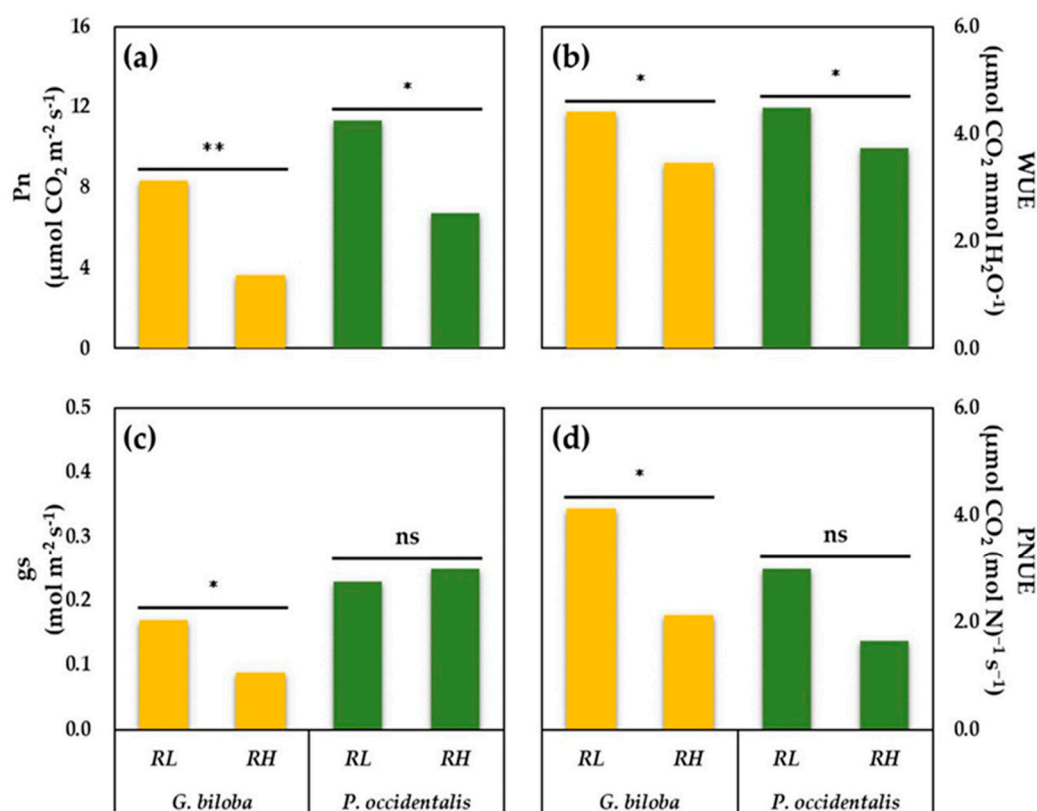 (a)
16
12
8
4
0
Pn
(μmol CO₂ m⁻² s⁻¹)
**
*
(b)
*
*
6.0
4.0
2.0
0.0
WUE
(μmol CO₂ mmol H₂O⁻¹)
(c)
0.5
0.4
0.3
0.2
0.1
0.0
gs
(mol m⁻² s⁻¹)
*
ns
(d)
*
ns
6.0
4.0
2.0
0.0
PNUE
(μmol CO₂ (mol N)⁻¹ s⁻¹)
RL RH RL RH RL RH RL RH
G. biloba P. occidentalis G. biloba P. occidentalis